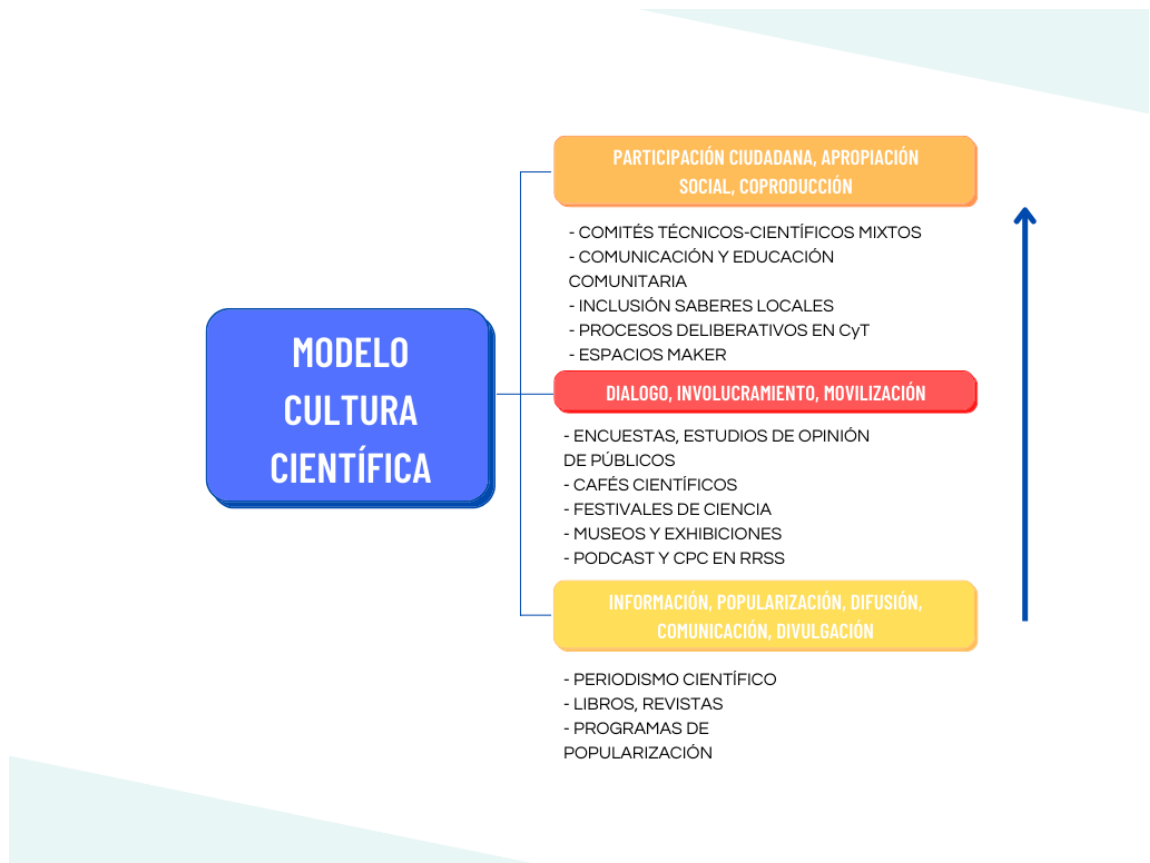 MODELO
CULTURA
CIENTÍFICA
PARTICIPACIÓN CIUDADANA, APROPIACIÓN
SOCIAL, COPRODUCCIÓN
- COMITÉS TÉCNICOS-CIENTÍFICOS MIXTOS
- COMUNICACIÓN Y EDUCACIÓN
COMUNITARIA
- INCLUSIÓN SABERES LOCALES
- PROCESOS DELIBERATIVOS EN CyT
- ESPACIOS MAKER
DIALOGO, INVOLUCRAMIENTO, MOVILIZACIÓN
- ENCUESTAS, ESTUDIOS DE OPINIÓN
DE PÚBLICOS
- CAFÉS CIENTÍFICOS
- FESTIVALES DE CIENCIA
- MUSEOS Y EXHIBICIONES
- PODCAST Y CPC EN RRSS
INFORMACIÓN, POPULARIZACIÓN, DIFUSIÓN,
COMUNICACIÓN, DIVULGACIÓN
- PERIODISMO CIENTÍFICO
- LIBROS, REVISTAS
- PROGRAMAS DE
POPULARIZACIÓN